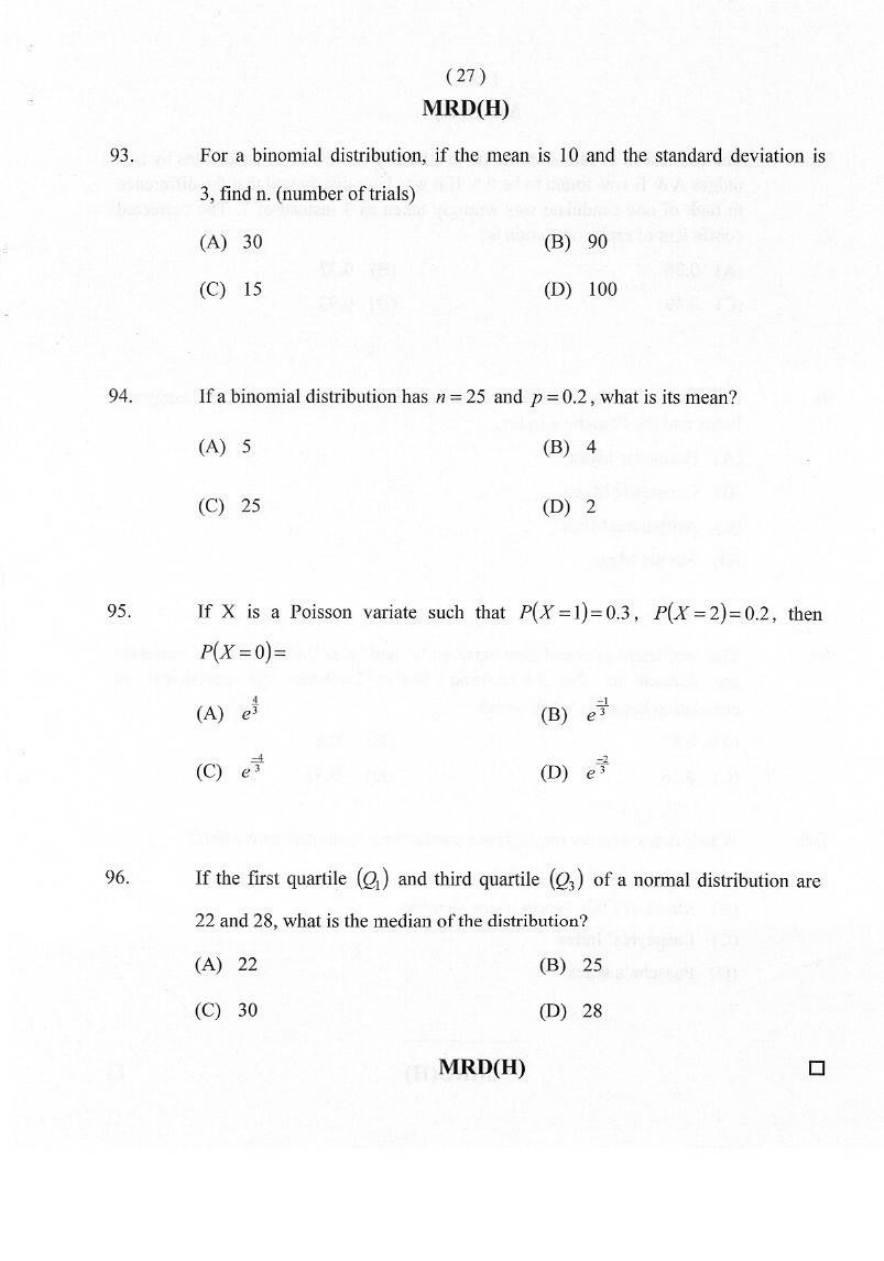 ( 27 )
MRD(H)
93. For a binomial distribution, if the mean is 10 and the standard deviation is
3, find n. (number of trials)
(A) 30 (B) 90
(C) 15 (D) 100
94. If a binomial distribution has n = 25 and p = 0.2, what is its mean?
(A) 5 (B) 4
(C) 25 (D) 2
95. If X is a Poisson variate such that P(X = 1) = 0.3, P(X = 2) = 0.2, then
P(X = 0) =
(A) e^{\frac{4}{3}} (B) e^{\frac{-1}{3}}
(C) e^{\frac{-4}{3}} (D) e^{\frac{-2}{3}}
96. If the first quartile (Q₁) and third quartile (Q₃) of a normal distribution are
22 and 28, what is the median of the distribution?
(A) 22 (B) 25
(C) 30 (D) 28
MRD(H) □